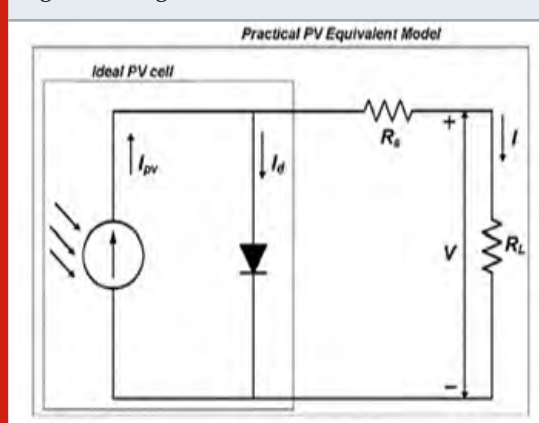 Practical PV Equivalent Model
Ideal PV cell
Ipv
Id
Rs
+
I
V
RL
−